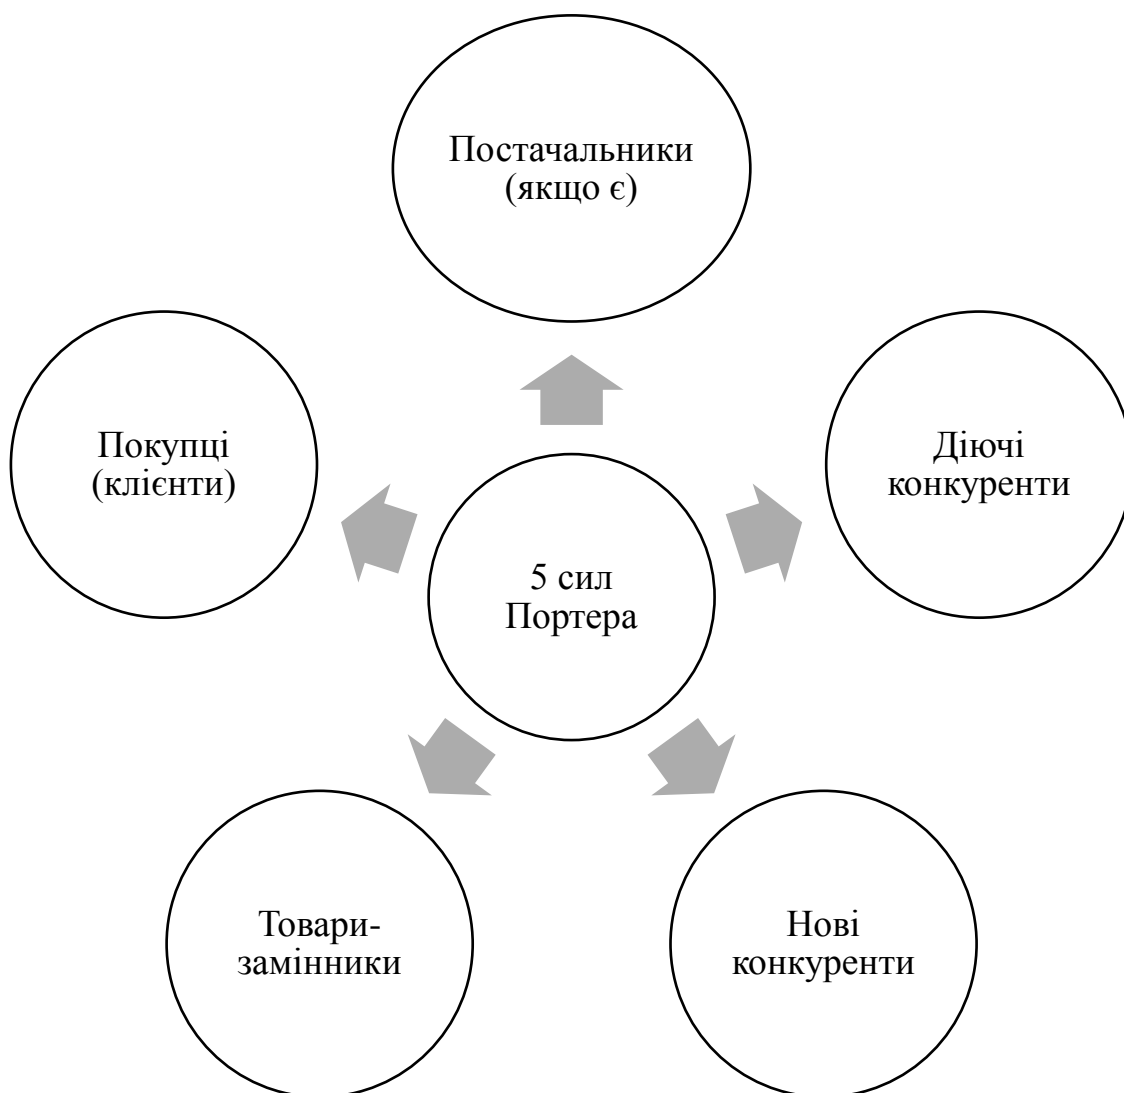 Постачальники
(якщо є)
Покупці
(клієнти)
Діючі
конкуренти
5 сил
Портера
Товари-
замінники
Нові
конкуренти